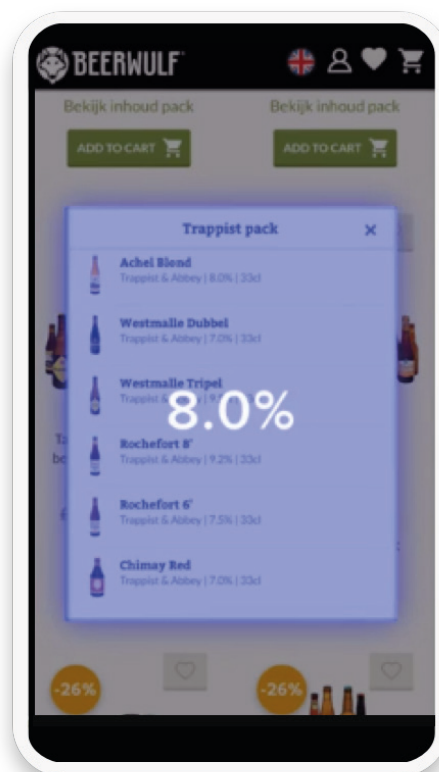 BEERWULF
Bekijk inhoud pack
Bekijk inhoud pack
ADD TO CART
ADD TO CART
Trappist pack
Achel Blond
Trappist & Abbey | 8.0% | 33cl
Westmalle Dubbel
Trappist & Abbey | 7.0% | 33cl
Westmalle Tripel
Trappist & Abbey
8.0%
Rochefort 8°
Trappist & Abbey | 9.2% | 33cl
Rochefort 6°
Trappist & Abbey | 7.5% | 33cl
Chimay Red
Trappist & Abbey | 7.0% | 33cl
-26%
-26%